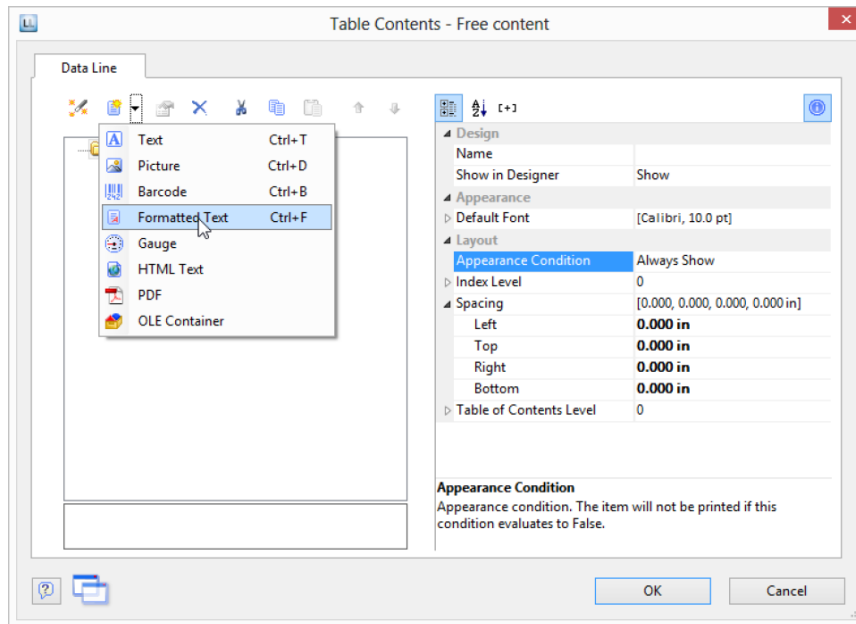 LL
Table Contents - Free content
Data Line
[+]
Text Ctrl+T
Picture Ctrl+D
Barcode Ctrl+B
Formatted Text Ctrl+F
Gauge
HTML Text
PDF
OLE Container
Design
Name
Show in Designer Show
Appearance
Default Font [Calibri, 10.0 pt]
Layout
Appearance Condition Always Show
Index Level 0
Spacing [0.000, 0.000, 0.000, 0.000 in]
Left 0.000 in
Top 0.000 in
Right 0.000 in
Bottom 0.000 in
Table of Contents Level 0
Appearance Condition
Appearance condition. The item will not be printed if this
condition evaluates to False.
OK
Cancel